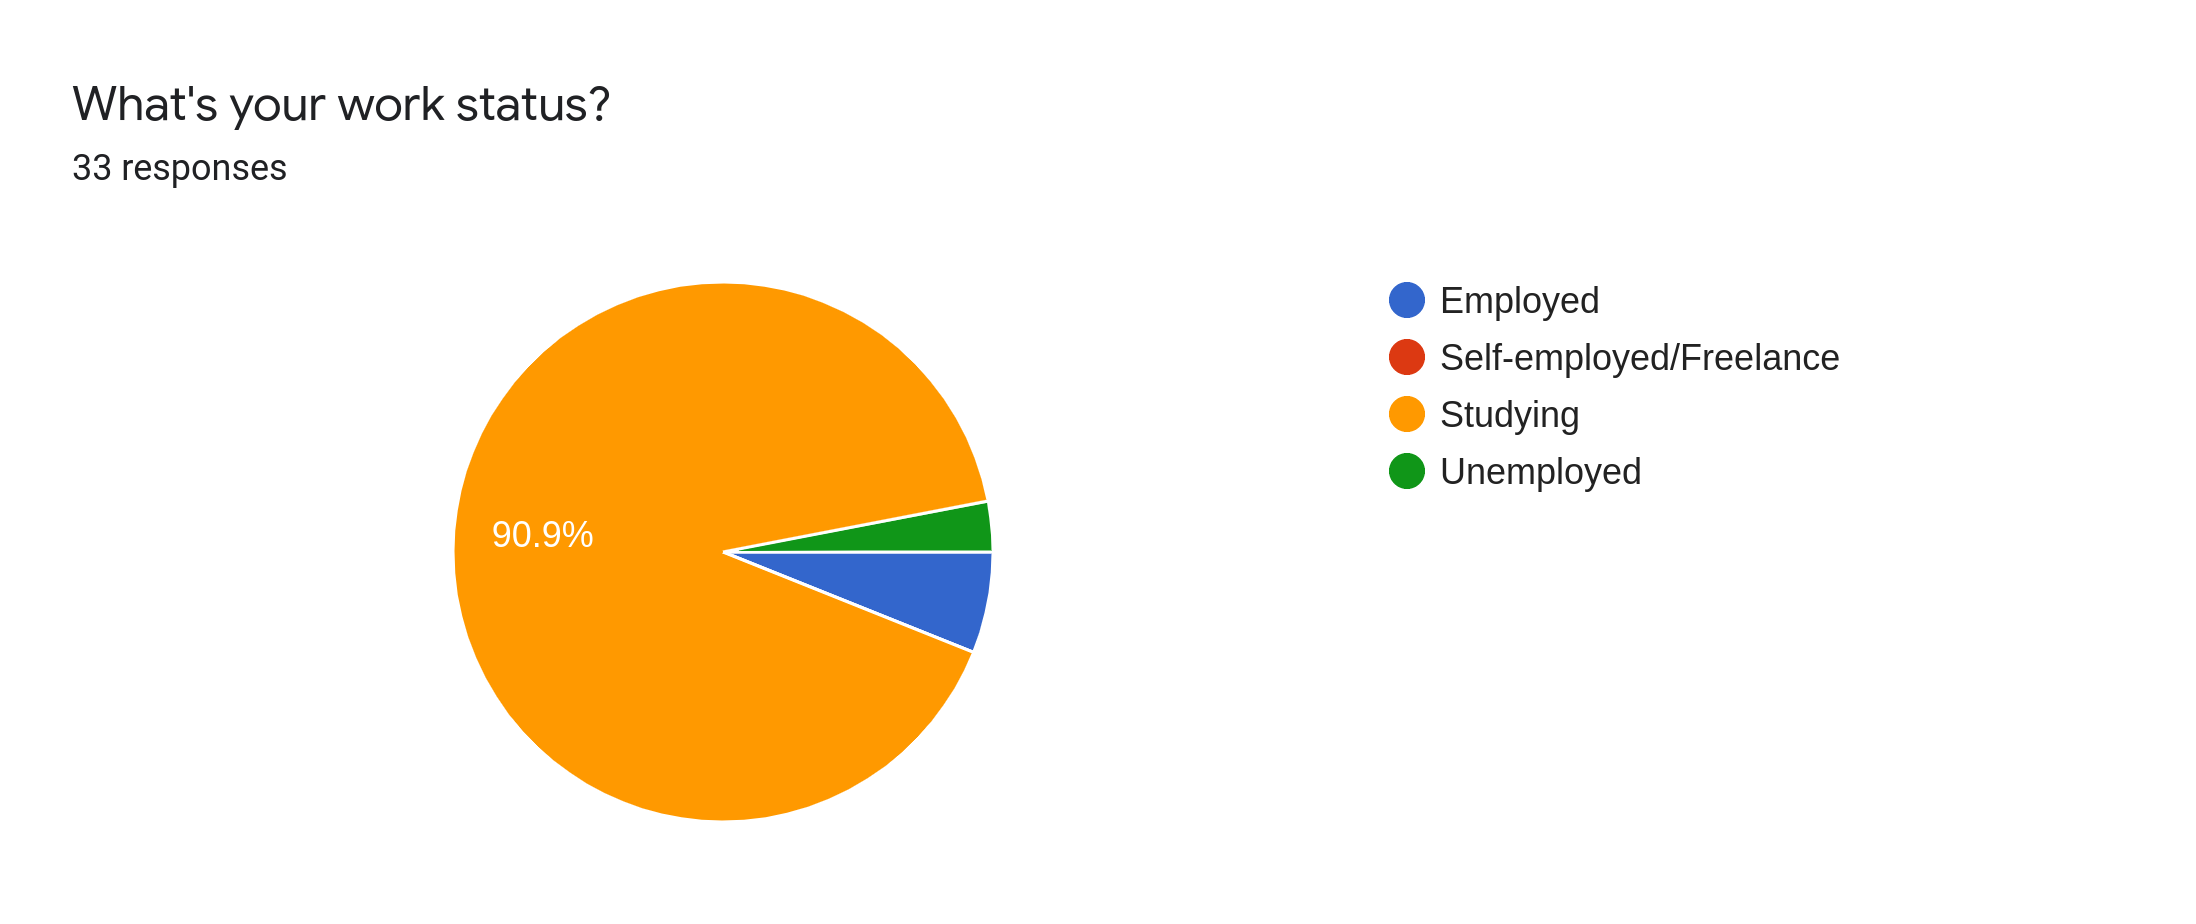 What's your work status?
33 responses
90.9%
Employed
Self-employed/Freelance
Studying
Unemployed